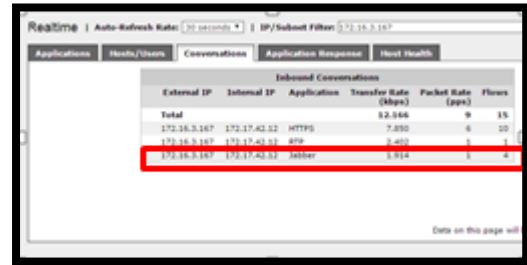 Realtime | Auto-Refresh Rate: 30 seconds | IP/Subnet Filter: 172.16.3.167
Applications Hosts/Users Conversations Application Response Host Health
Inbound Conversations
External IP Internal IP Application Transfer Rate (kbps) Packet Rate (pps) Flows
Total 12.166 9 15
172.16.3.167 172.17.42.12 HTTPS 7.850 6 10
172.16.3.167 172.17.42.12 RTP 2.402 1 1
172.16.3.167 172.17.42.12 Jabber 1.914 1 4
Data on this page will